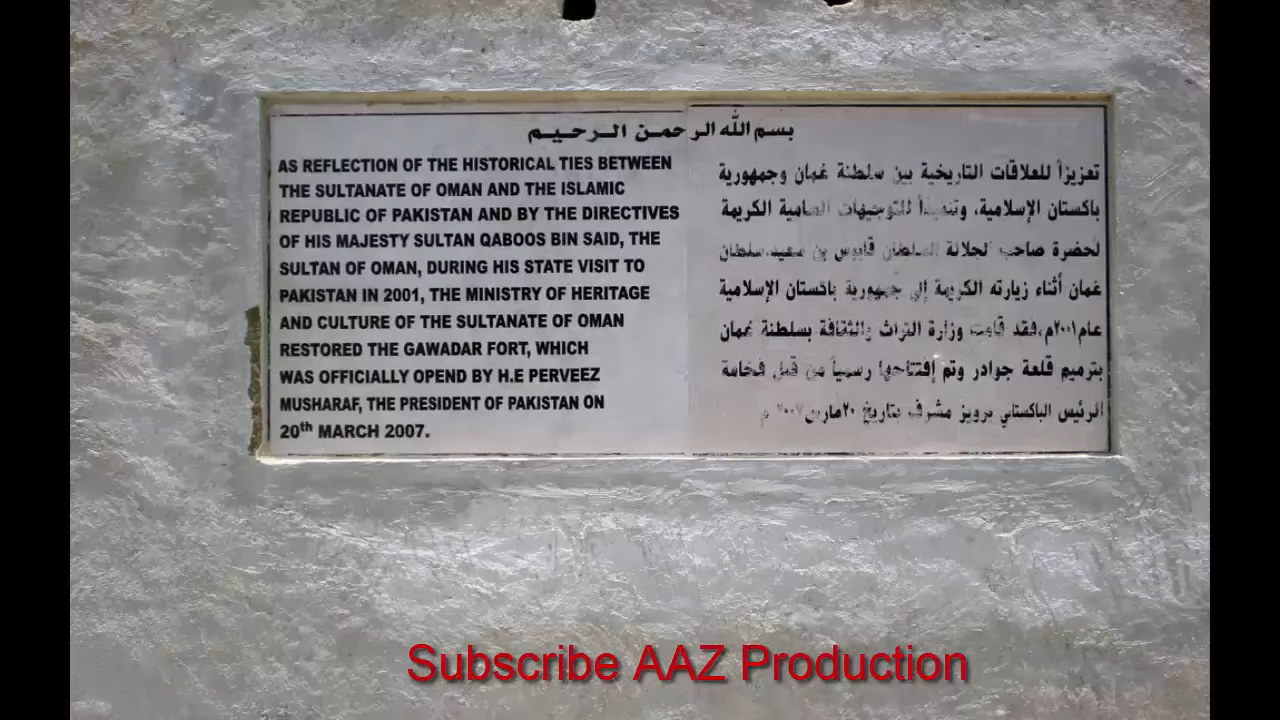 بسم الله الرحمن الرحيم
AS REFLECTION OF THE HISTORICAL TIES BETWEEN
THE SULTANATE OF OMAN AND THE ISLAMIC
REPUBLIC OF PAKISTAN AND BY THE DIRECTIVES
OF HIS MAJESTY SULTAN QABOOS BIN SAID, THE
SULTAN OF OMAN, DURING HIS STATE VISIT TO
PAKISTAN IN 2001, THE MINISTRY OF HERITAGE
AND CULTURE OF THE SULTANATE OF OMAN
RESTORED THE GAWADAR FORT, WHICH
WAS OFFICIALLY OPEND BY H.E PERVEEZ
MUSHARAF, THE PRESIDENT OF PAKISTAN ON
20th MARCH 2007.
تعزيزاً للعلاقات التاريخية بين سلطنة عُمان وجمهورية
باكستان الإسلامية، وتنفيذاً للتوجيهات السامية الكريمة
لحضرة صاحب الجلالة السلطان قابوس بن سعيد سلطان
عُمان أثناء زيارته الكريمة إلى جمهورية باكستان الإسلامية
عام ٢٠٠١م، فقد قامت وزارة التراث والثقافة بسلطنة عُمان
بترميم قلعة جوادر وتم إفتتاحها رسمياً من قبل فخامة
الرئيس الباكستاني برويز مشرف بتاريخ ٢٠ مارس ٢٠٠٧ م
Subscribe AAZ Production